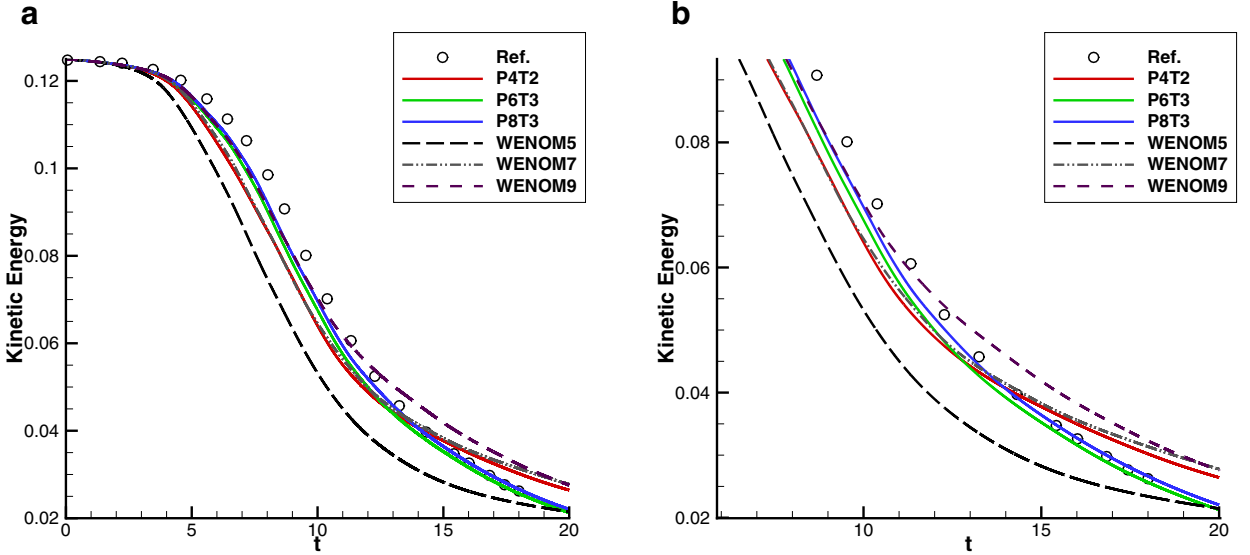 a
Kinetic Energy
0.12
0.1
0.08
0.06
0.04
0.02
0
5
10
15
20
t
Ref.
P4T2
P6T3
P8T3
WENOM5
WENOM7
WENOM9
b
Kinetic Energy
0.08
0.06
0.04
0.02
10
15
20
t
Ref.
P4T2
P6T3
P8T3
WENOM5
WENOM7
WENOM9